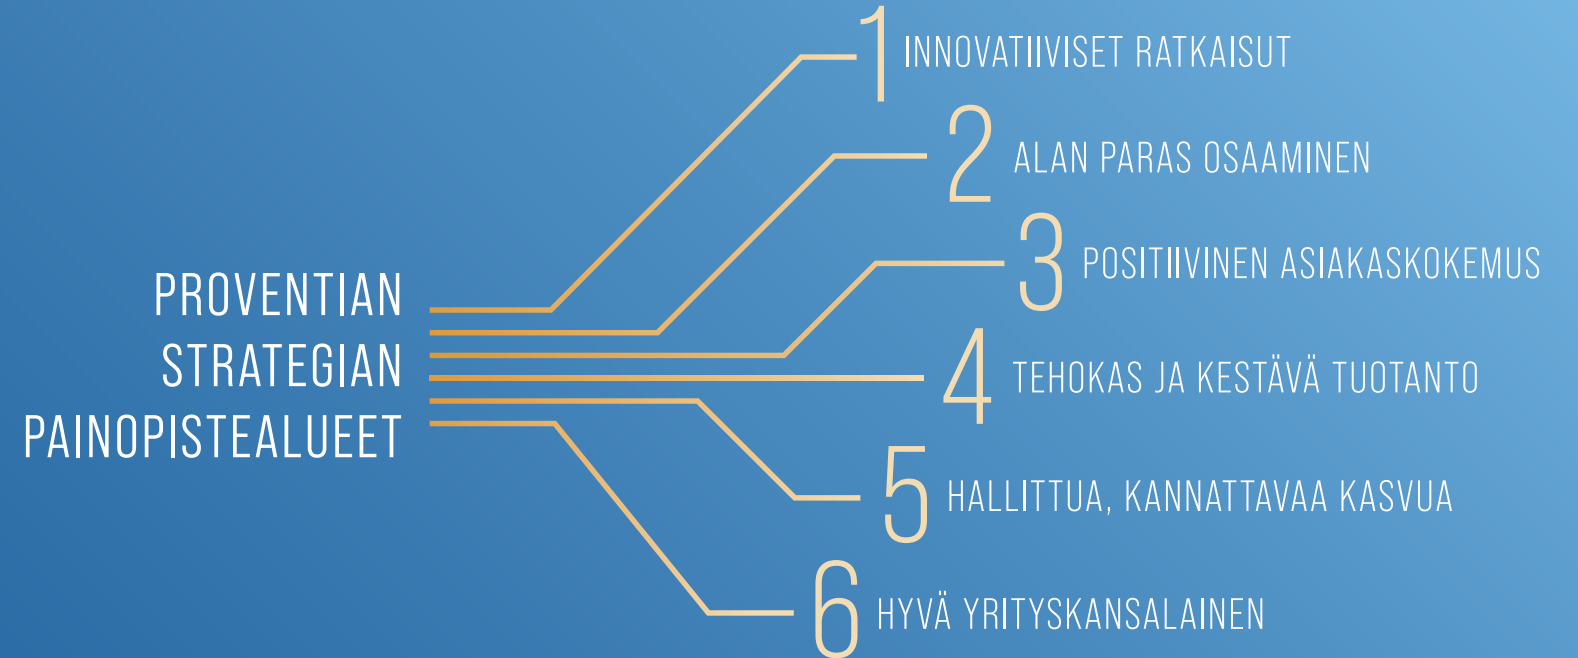 PROVENTIAN
STRATEGIAN
PAINOPISTEALUEET
1 INNOVATIIVISET RATKAISUT
2 ALAN PARAS OSAAMINEN
3 POSITIIVINEN ASIAKASKOKEMUS
4 TEHOKAS JA KESTÄVÄ TUOTANTO
5 HALLITTUA, KANNATTAVAA KASVUA
6 HYVÄ YRITYSKANSALAINEN